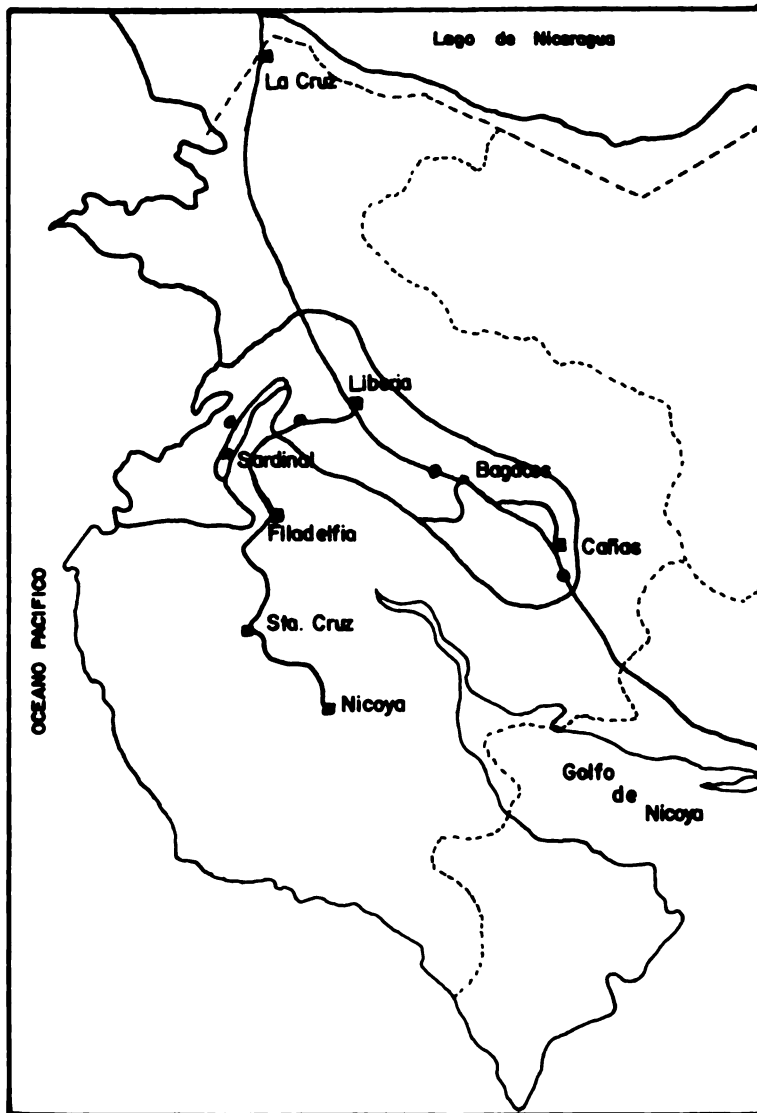 Lago de Nicaragua
La Cruz
Liberia
Sardinal
Bagaces
Filadelfia
Cañas
OCEANO PACIFICO
Sta. Cruz
Nicoya
Golfo
de
Nicoya